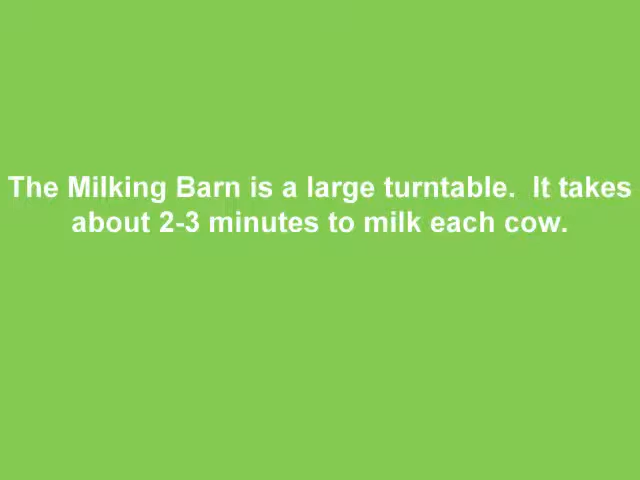 The Milking Barn is a large turntable.  It takes
about 2-3 minutes to milk each cow.